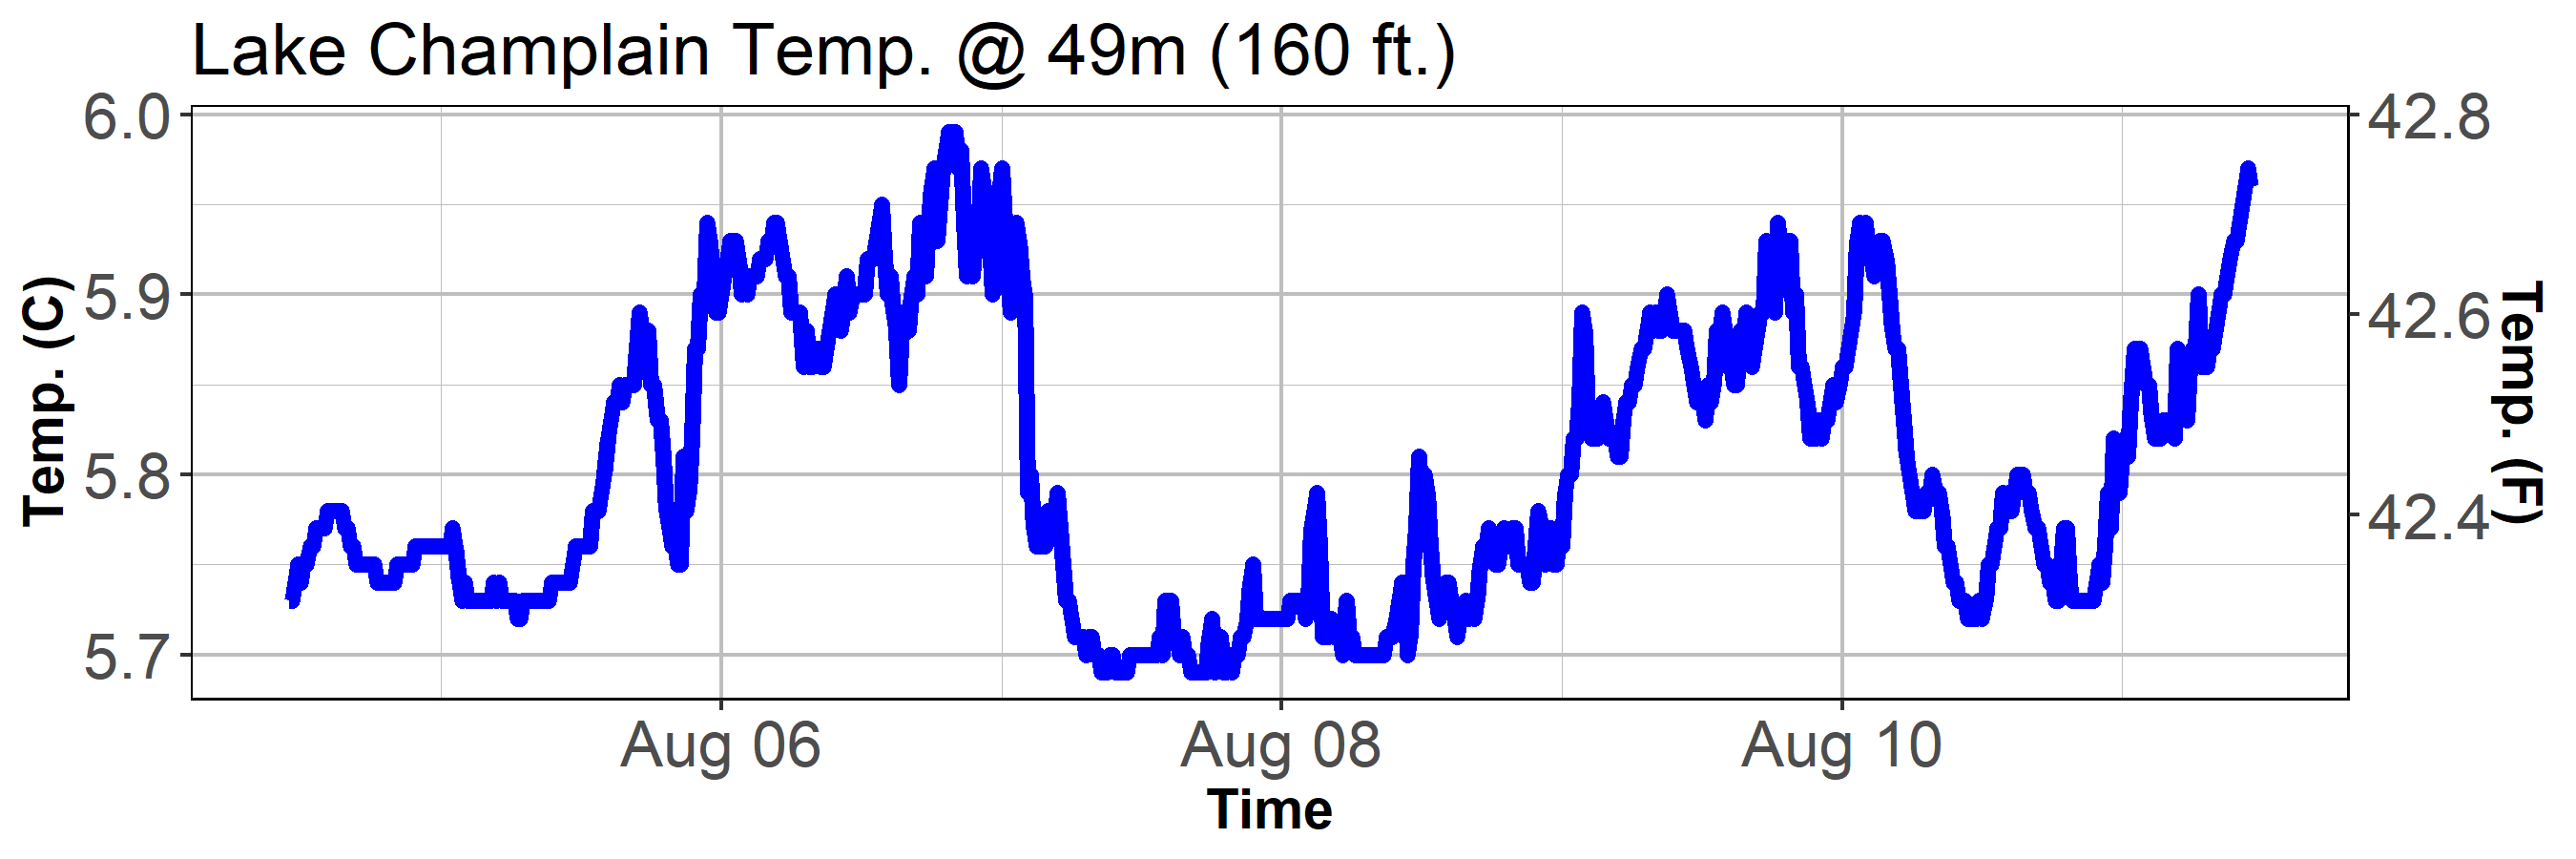 Lake Champlain Temp. @ 49m (160 ft.)
6.0
5.9
5.8
5.7
Temp. (C)
42.8
42.6
42.4
Temp. (F)
Aug 06
Aug 08
Aug 10
Time